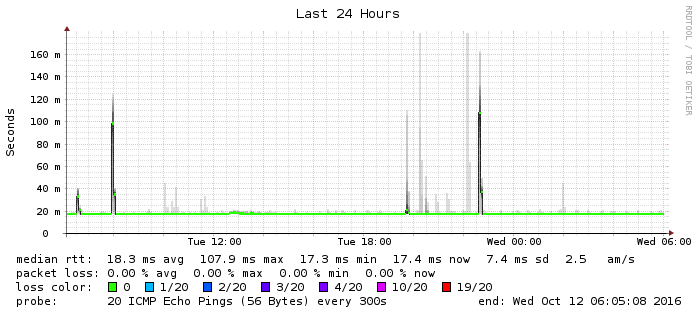 Last 24 Hours
RRDTOOL / TOBI OETIKER
Seconds
160 m
140 m
120 m
100 m
80 m
60 m
40 m
20 m
0
Tue 12:00 Tue 18:00 Wed 00:00 Wed 06:00
median rtt: 18.3 ms avg 107.9 ms max 17.3 ms min 17.4 ms now 7.4 ms sd 2.5 am/s
packet loss: 0.00 % avg 0.00 % max 0.00 % min 0.00 % now
loss color: 0 1/20 2/20 3/20 4/20 10/20 19/20
probe: 20 ICMP Echo Pings (56 Bytes) every 300s end: Wed Oct 12 06:05:08 2016